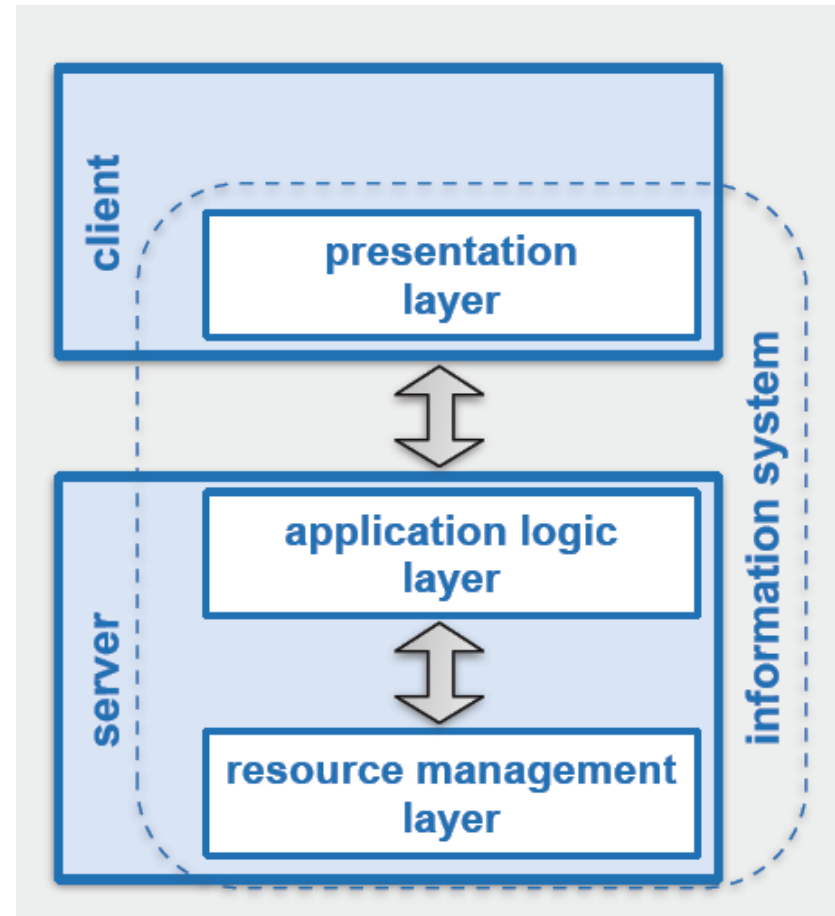 client
presentation
layer
information system
server
application logic
layer
resource management
layer